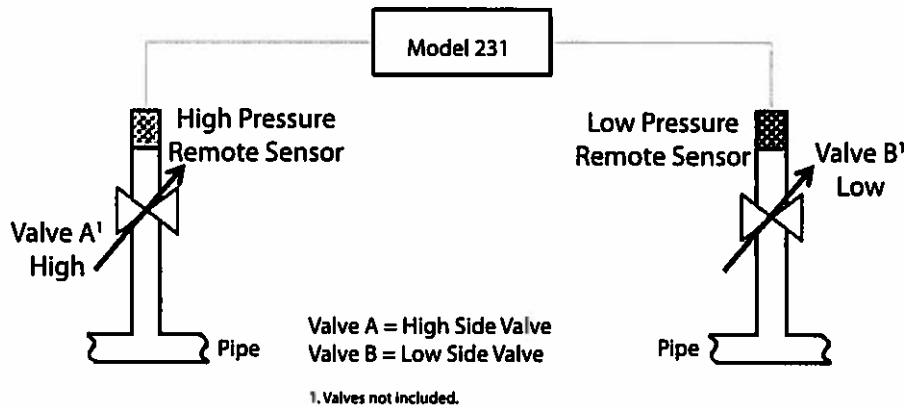 Model 231
High Pressure
Remote Sensor
Low Pressure
Remote Sensor
Valve B¹
Low
Valve A¹
High
Valve A = High Side Valve
Valve B = Low Side Valve
Pipe
Pipe
1. Valves not included.